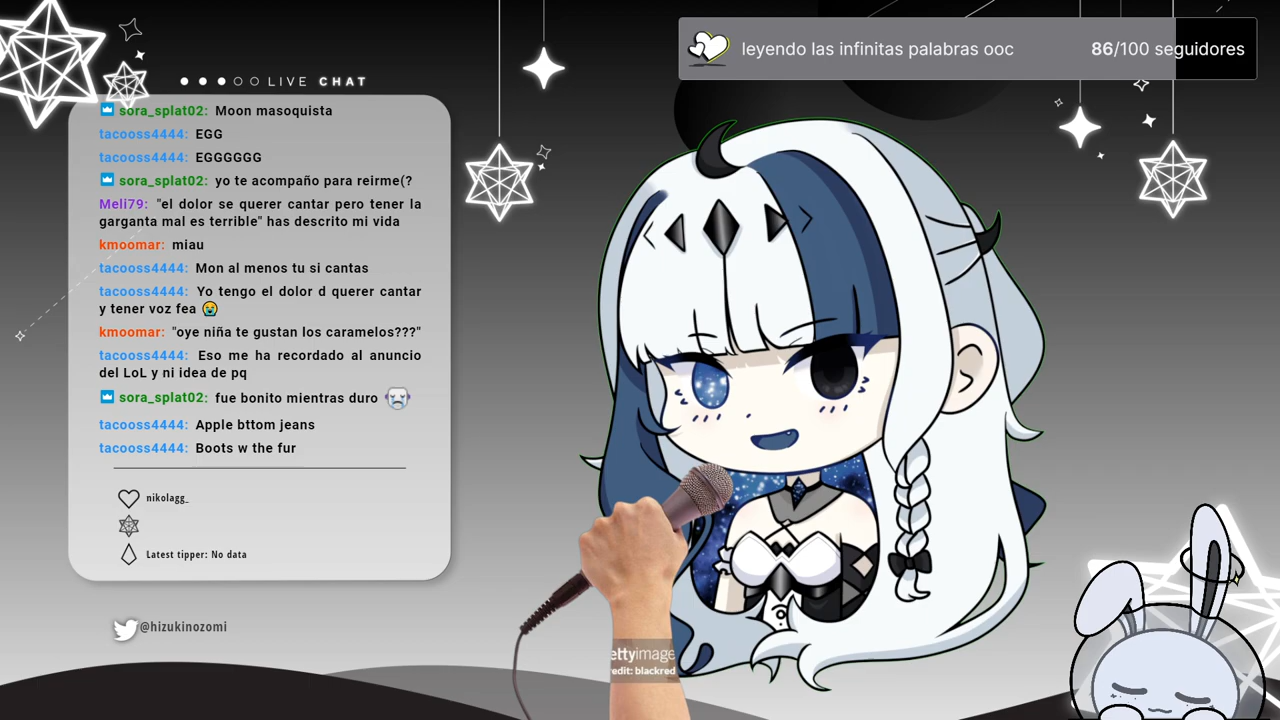 leyendo las infinitas palabras ooc 86/100 seguidores
LIVE CHAT
sora_splat02: Moon masoquista
tacooss4444: EGG
tacooss4444: EGGGGGG
sora_splat02: yo te acompaño para reirme(?
Meli79: "el dolor se querer cantar pero tener la
garganta mal es terrible" has descrito mi vida
kmoomar: miau
tacooss4444: Mon al menos tu si cantas
tacooss4444: Yo tengo el dolor d querer cantar
y tener voz fea 😭
kmoomar: "oye niña te gustan los caramelos???"
tacooss4444: Eso me ha recordado al anuncio
del LoL y ni idea de pq
sora_splat02: fue bonito mientras duro
tacooss4444: Apple bttom jeans
tacooss4444: Boots w the fur
nikolagg_
Latest tipper: No data
@hizukinozomi
ettyimage
edit: blackred